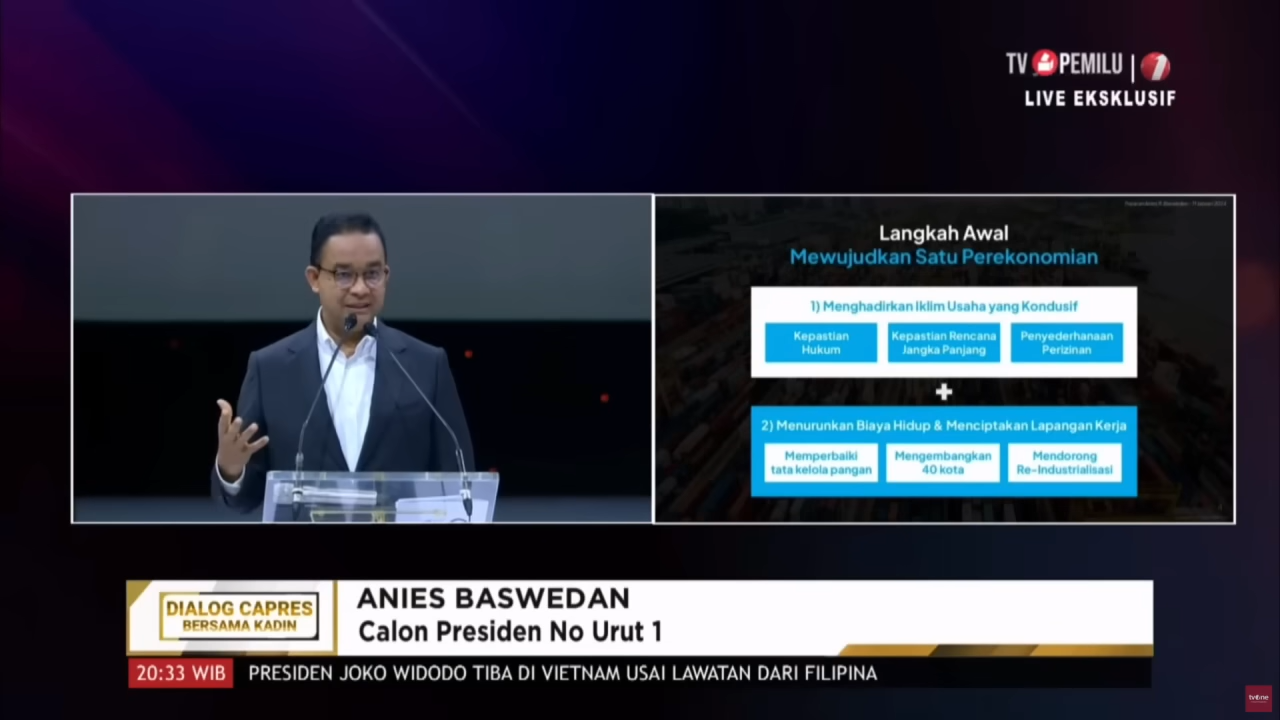 TV PEMILU | 1
LIVE EKSKLUSIF
Langkah Awal
Mewujudkan Satu Perekonomian
1) Menghadirkan Iklim Usaha yang Kondusif
Kepastian
Hukum
Kepastian Rencana
Jangka Panjang
Penyederhanaan
Perizinan
+
2) Menurunkan Biaya Hidup & Menciptakan Lapangan Kerja
Memperbaiki
tata kelola pangan
Mengembangkan
40 kota
Mendorong
Re-Industrialisasi
DIALOG CAPRES
BERSAMA KADIN
ANIES BASWEDAN
Calon Presiden No Urut 1
20:33 WIB PRESIDEN JOKO WIDODO TIBA DI VIETNAM USAI LAWATAN DARI FILIPINA
tvOne